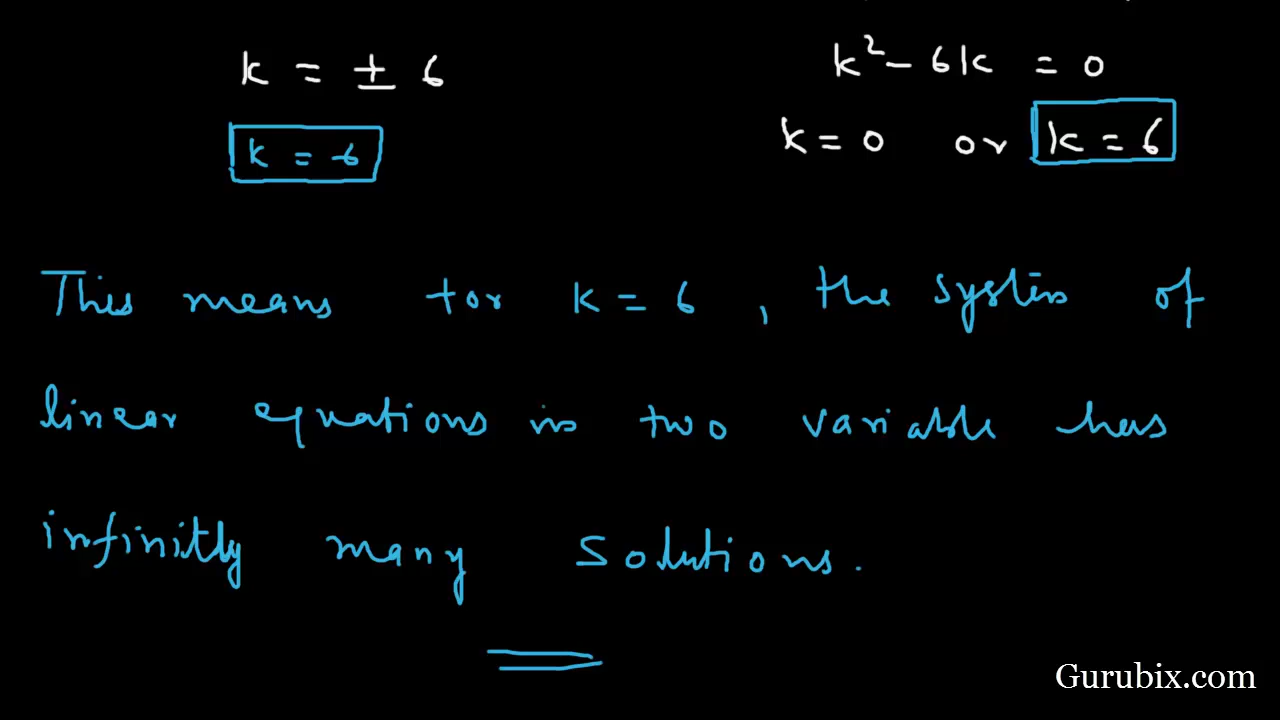 k = ± 6
k² - 6k = 0
k = 6
k = 0 or k = 6
This means for k = 6, the system of
linear equations in two variable has
infinitly many solutions.
Gurubix.com